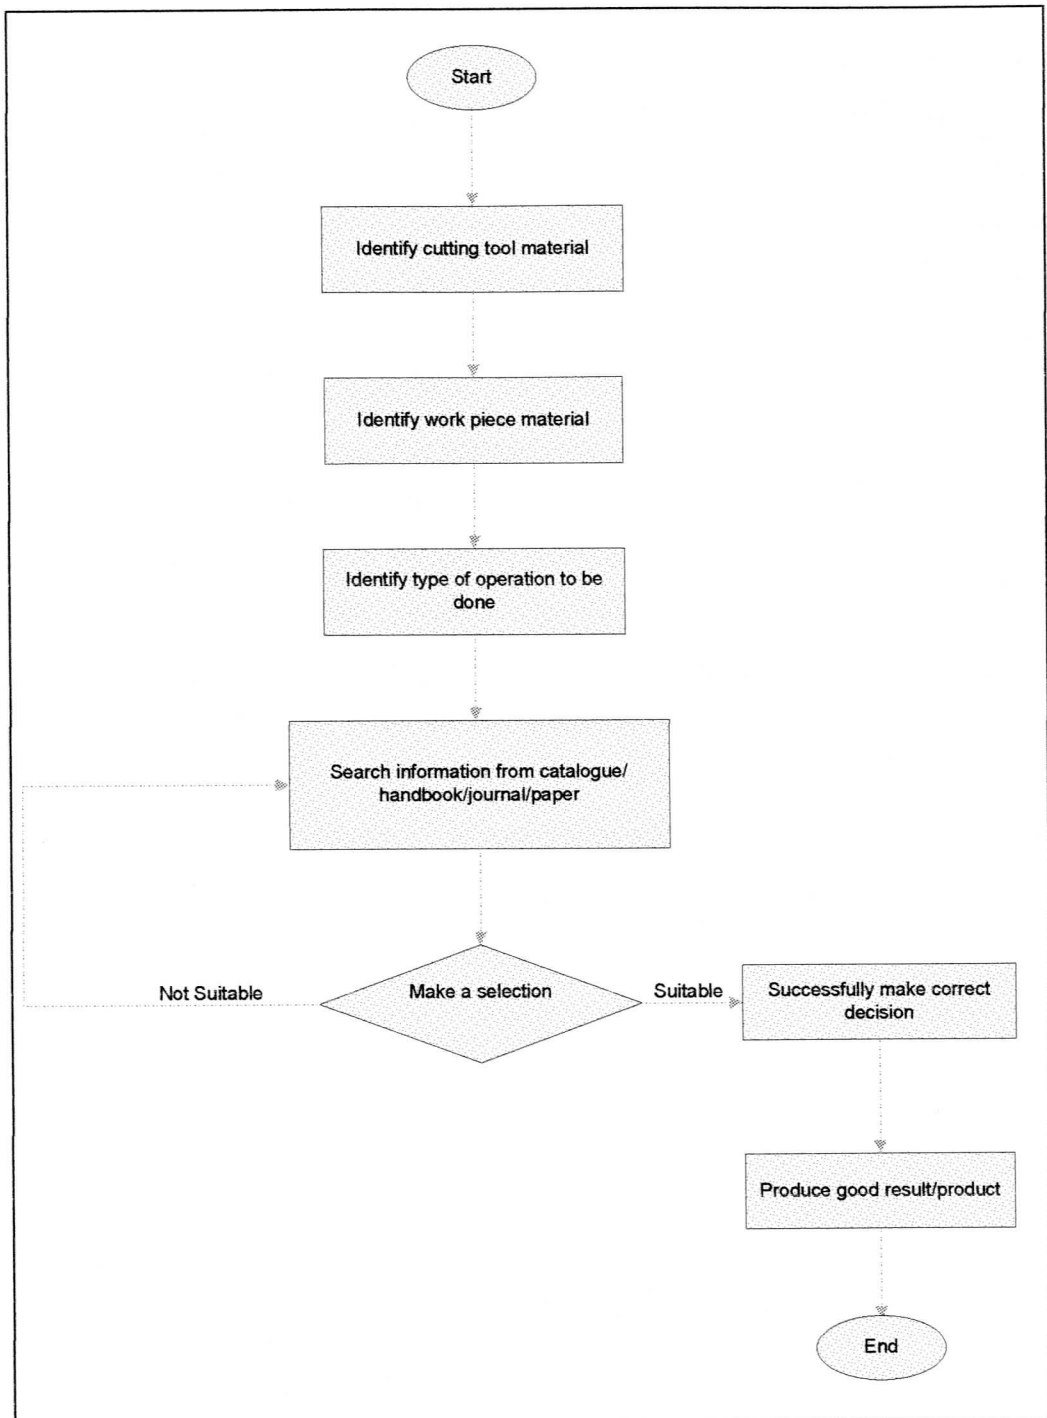 Start
Identify cutting tool material
Identify work piece material
Identify type of operation to be
done
Search information from catalogue/
handbook/journal/paper
Not Suitable
Make a selection
Suitable
Successfully make correct
decision
Produce good result/product
End